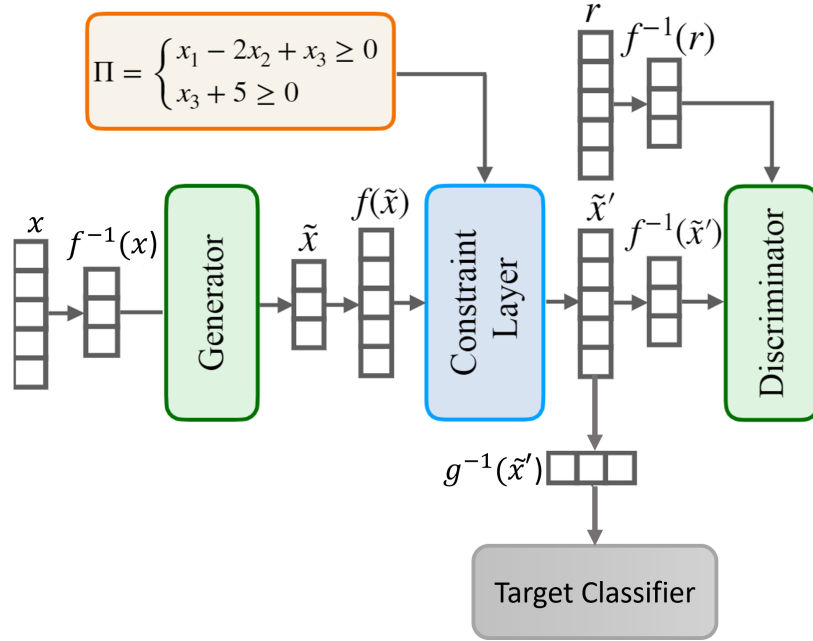 Π = { x₁ − 2x₂ + x₃ ≥ 0
x₃ + 5 ≥ 0
r
f⁻¹(r)
x
f⁻¹(x)
Generator
x̃
f(x̃)
Constraint
Layer
x̃′
f⁻¹(x̃′)
Discriminator
g⁻¹(x̃′)
Target Classifier